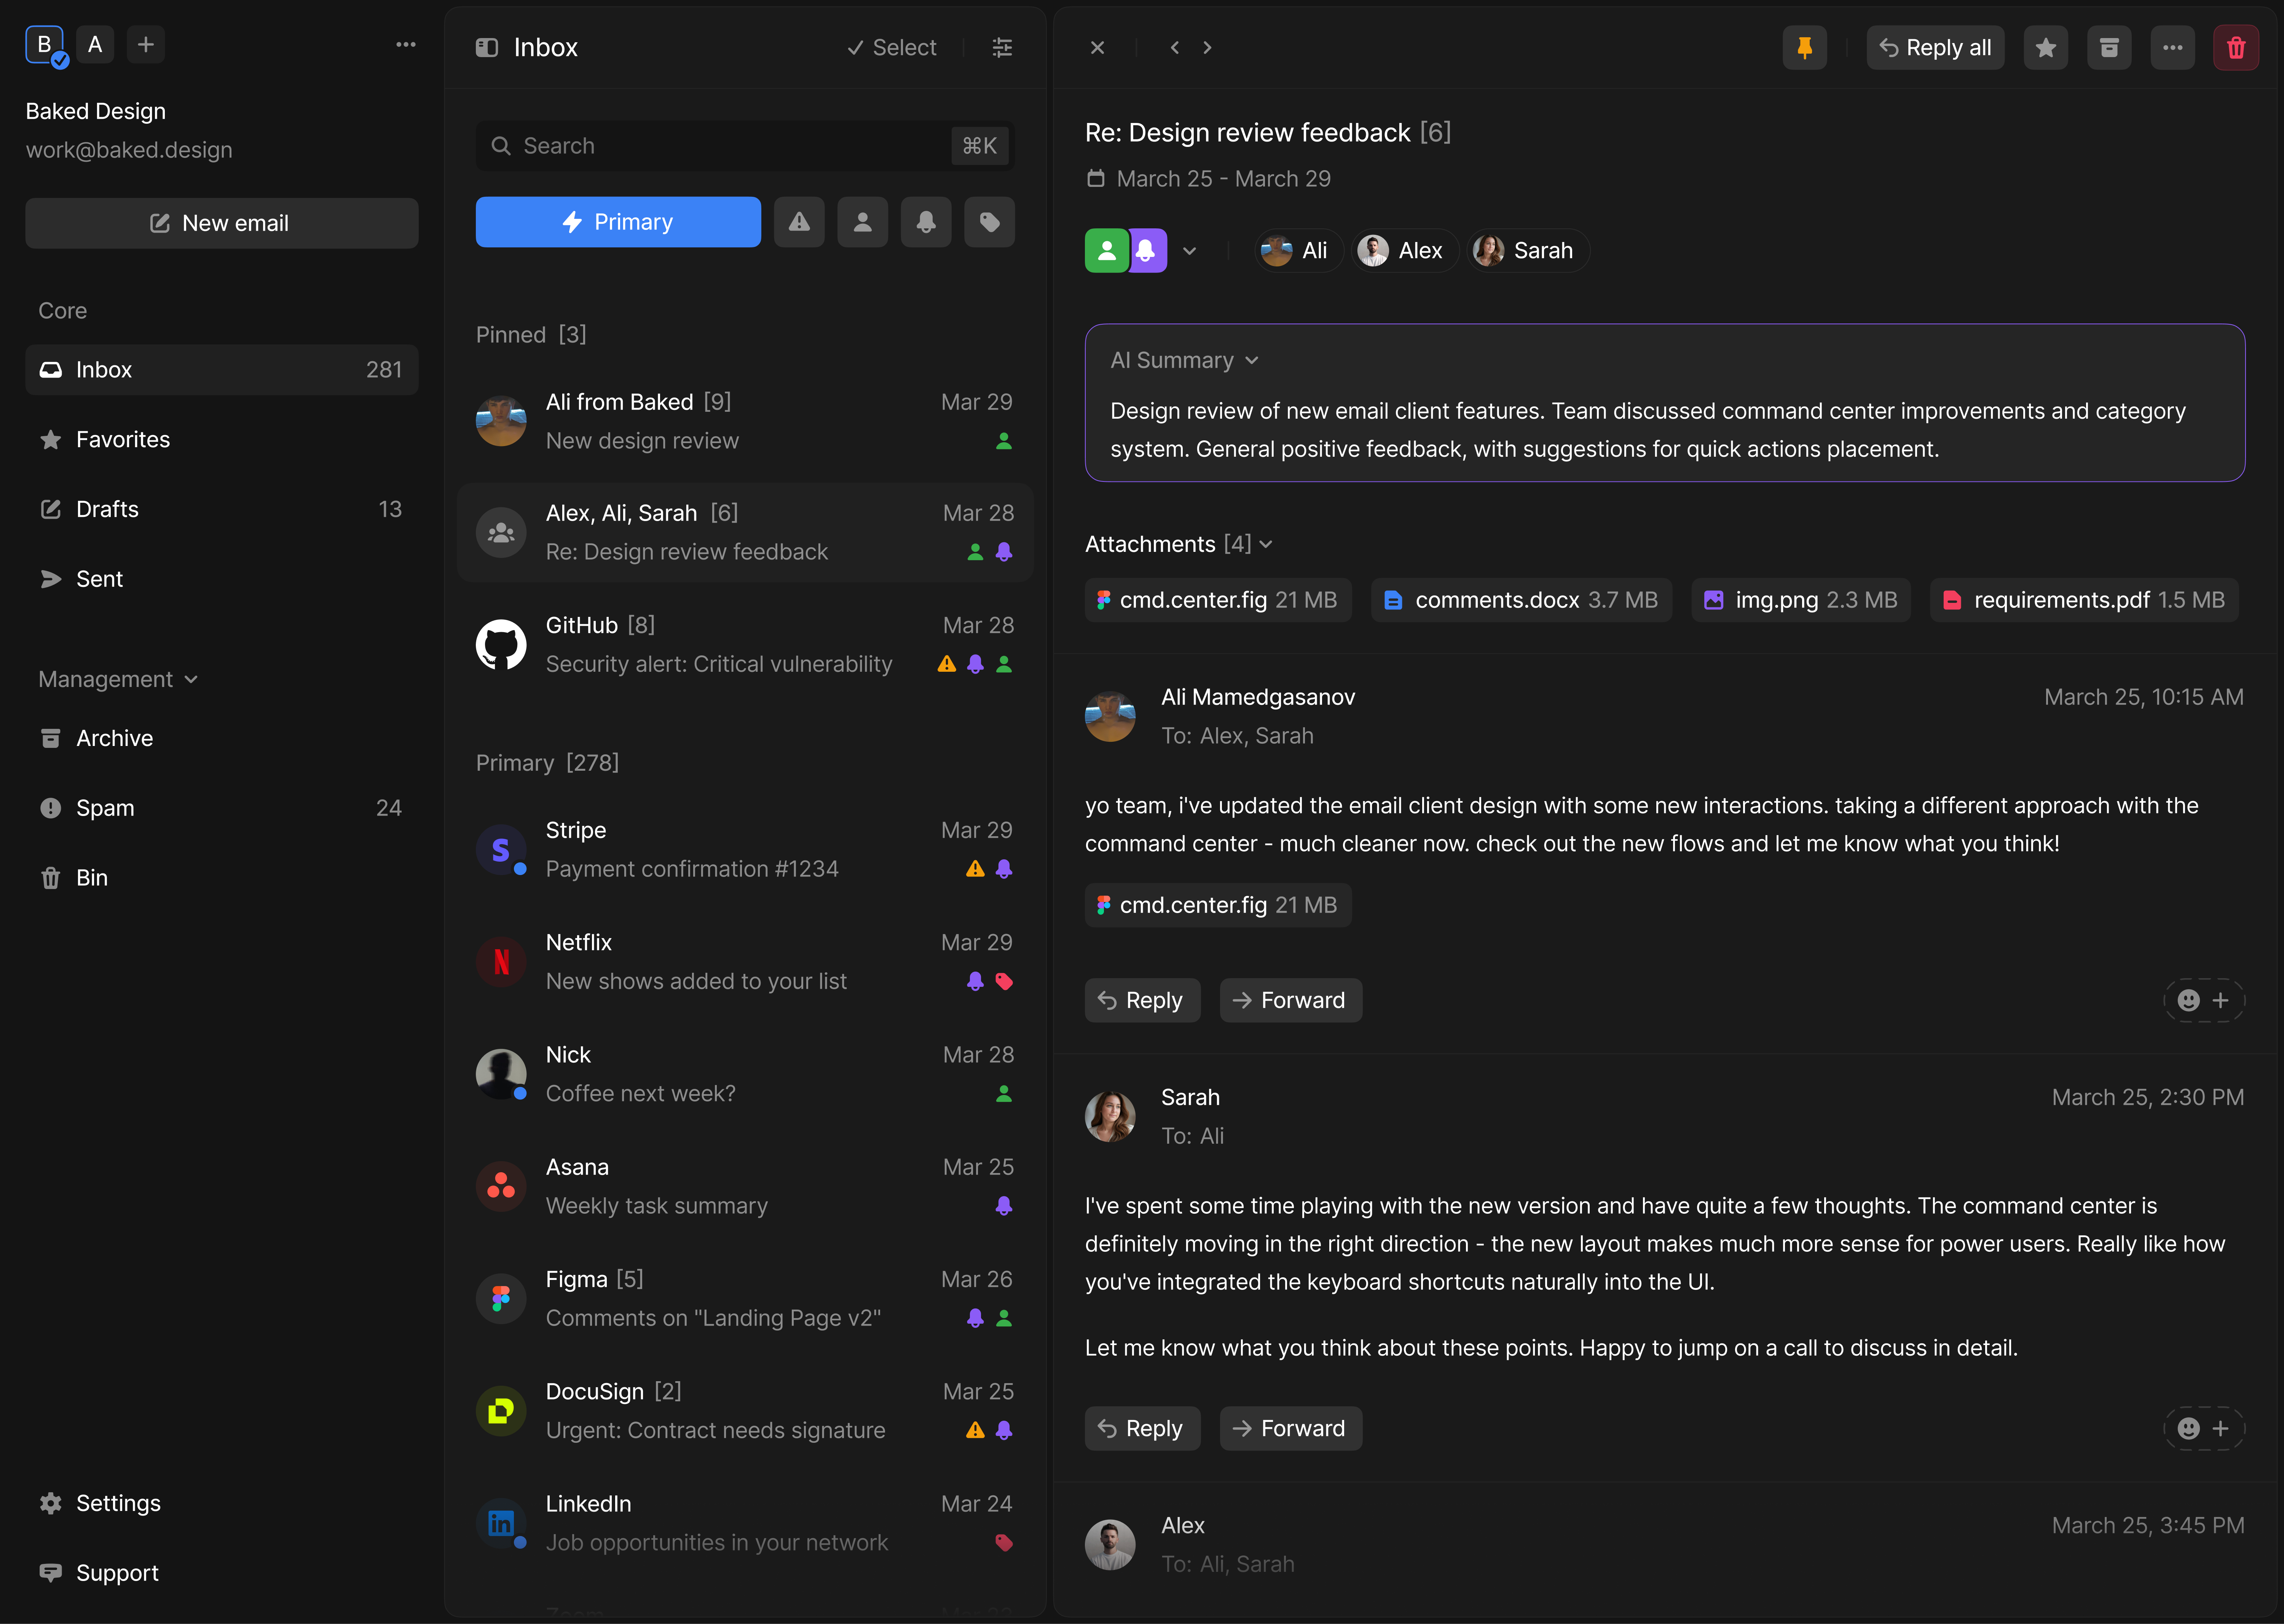 B A
Baked Design
work@baked.design
New email
Core
Inbox 281
Favorites
Drafts 13
Sent
Management
Archive
Spam 24
Bin
Settings
Support
Inbox
Select
Search ⌘K
Primary
Pinned [3]
Ali from Baked [9] Mar 29
New design review
Alex, Ali, Sarah [6] Mar 28
Re: Design review feedback
GitHub [8] Mar 28
Security alert: Critical vulnerability
Primary [278]
Stripe Mar 29
Payment confirmation #1234
Netflix Mar 29
New shows added to your list
Nick Mar 28
Coffee next week?
Asana Mar 25
Weekly task summary
Figma [5] Mar 26
Comments on "Landing Page v2"
DocuSign [2] Mar 25
Urgent: Contract needs signature
LinkedIn Mar 24
Job opportunities in your network
Reply all
Re: Design review feedback [6]
March 25 - March 29
Ali Alex Sarah
AI Summary
Design review of new email client features. Team discussed command center improvements and category
system. General positive feedback, with suggestions for quick actions placement.
Attachments [4]
cmd.center.fig 21 MB comments.docx 3.7 MB img.png 2.3 MB requirements.pdf 1.5 MB
Ali Mamedgasanov March 25, 10:15 AM
To: Alex, Sarah
yo team, i've updated the email client design with some new interactions. taking a different approach with the
command center - much cleaner now. check out the new flows and let me know what you think!
cmd.center.fig 21 MB
Reply Forward
Sarah March 25, 2:30 PM
To: Ali
I've spent some time playing with the new version and have quite a few thoughts. The command center is
definitely moving in the right direction - the new layout makes much more sense for power users. Really like how
you've integrated the keyboard shortcuts naturally into the UI.
Let me know what you think about these points. Happy to jump on a call to discuss in detail.
Reply Forward
Alex March 25, 3:45 PM
To: Ali, Sarah